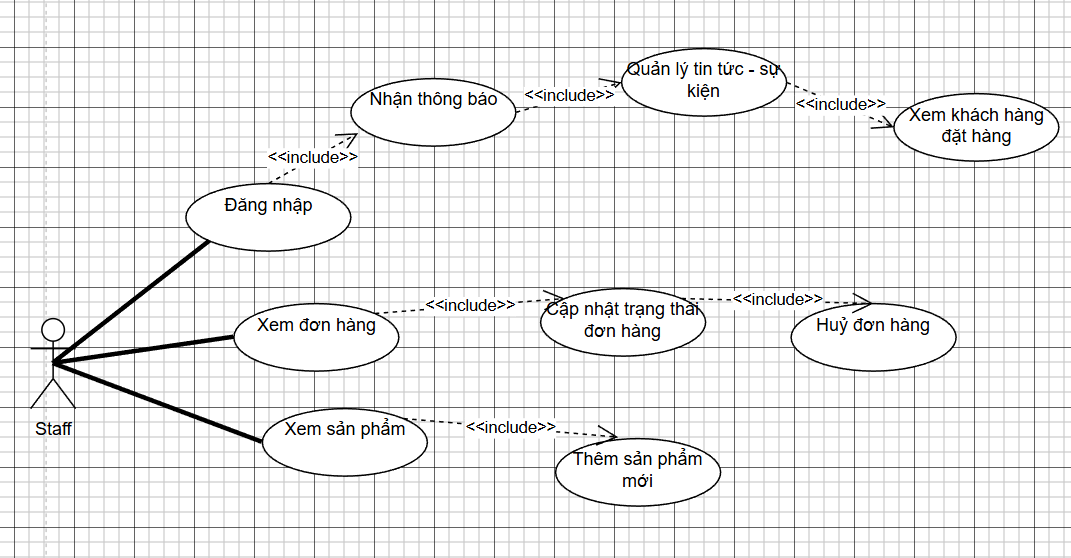 Quản lý tin tức - sự
kiện
Nhận thông báo
<<include>>
<<include>>
Xem khách hàng
đặt hàng
<<include>>
Đăng nhập
<<include>>
<<include>>
Cập nhật trạng thái
đơn hàng
Xem đơn hàng
Huỷ đơn hàng
Xem sản phẩm
<<include>>
Staff
Thêm sản phẩm
mới